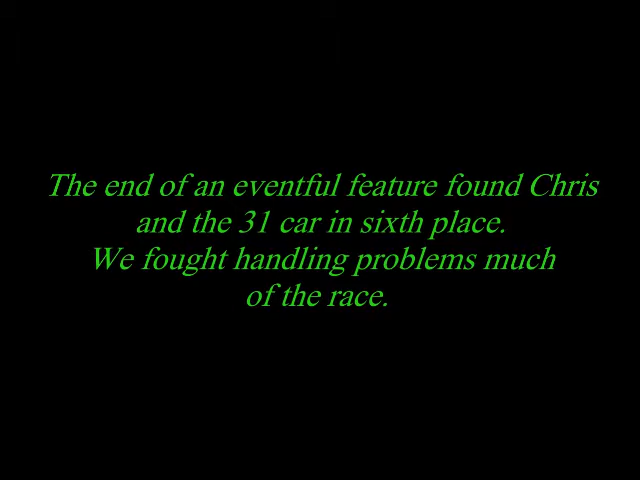 The end of an eventful feature found Chris
and the 31 car in sixth place.
We fought handling problems much
of the race.